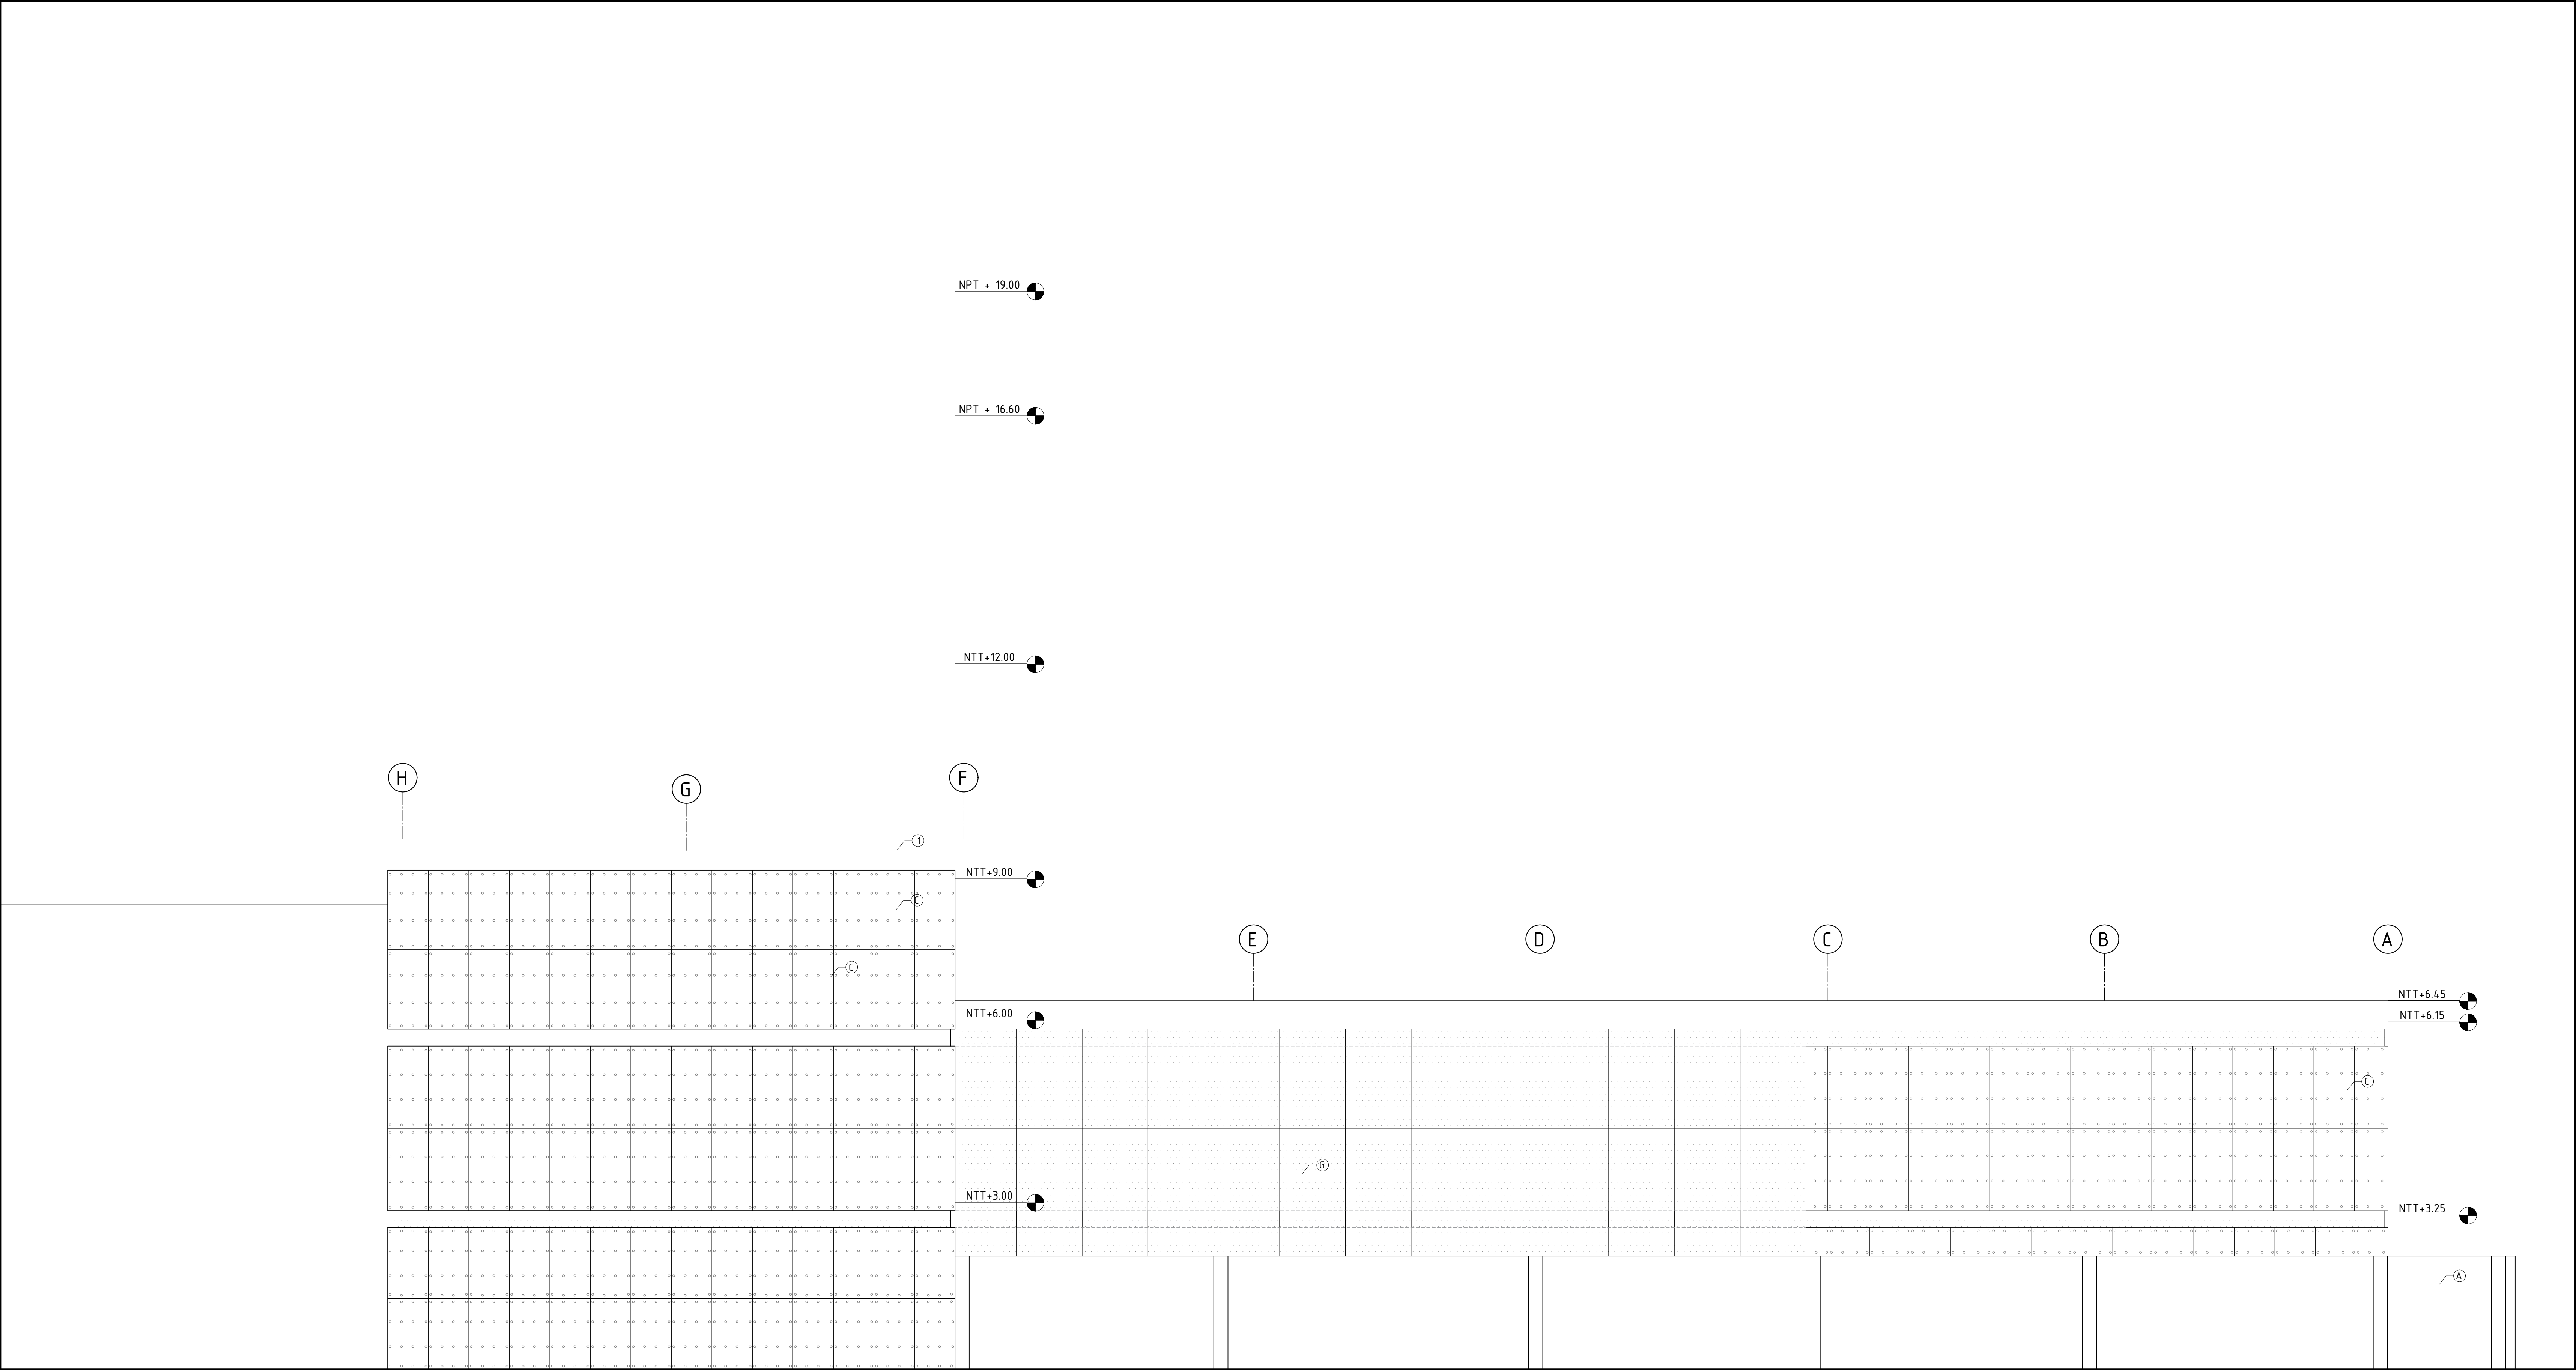 NPT + 19.00
NPT + 16.60
NTT+12.00
H
G
F
1
NTT+9.00
C
E
D
C
B
A
C
NTT+6.45
NTT+6.00
NTT+6.15
C
G
NTT+3.00
NTT+3.25
A